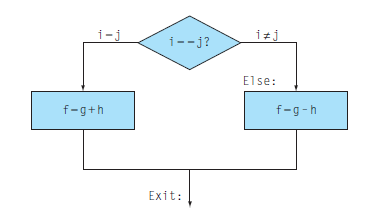 i=j
i==j?
i≠j
Else:
f=g+h
f=g-h
Exit: